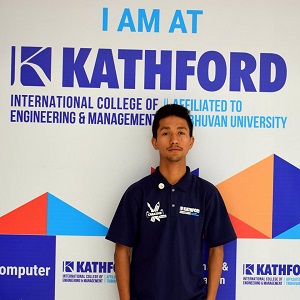 I AM AT
KATHFORD
INTERNATIONAL COLLEGE OF
ENGINEERING & MANAGEMENT
AFFILIATED TO
UNIVERSITY
KATHFORD
omputer
KATHFORD
INTERNATIONAL COLLEGE OF
ENGINEERING & MANAGEMENT
KATHFORD
INTERNATIONAL COLLEGE OF
ENGINEERING & MANAGEMENT